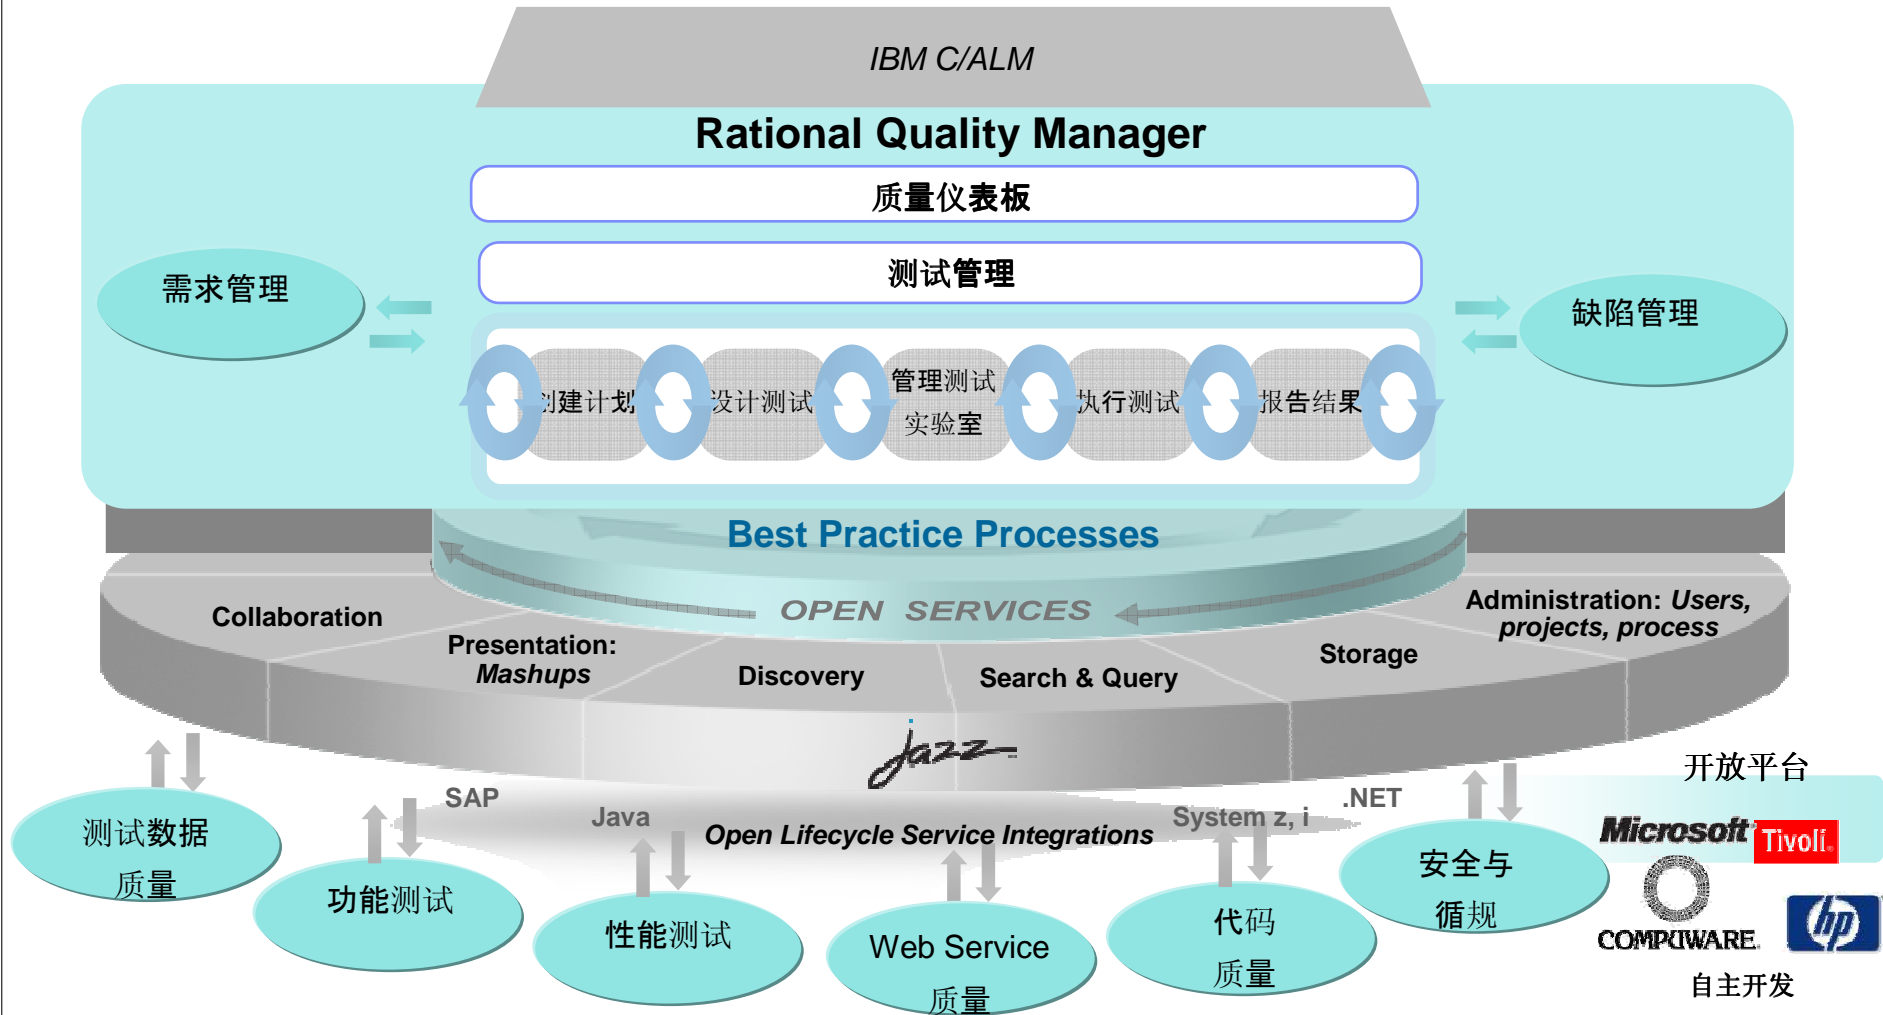 IBM C/ALM
Rational Quality Manager
质量仪表板
测试管理
需求管理
缺陷管理
创建计划
设计测试
管理测试
实验室
执行测试
报告结果
Best Practice Processes
OPEN SERVICES
Collaboration
Presentation:
Mashups
Discovery
Search & Query
Storage
Administration: Users,
projects, process
jazz
SAP
Java
Open Lifecycle Service Integrations
System z, i
.NET
测试数据
质量
功能测试
性能测试
Web Service
质量
代码
质量
安全与
循规
开放平台
Microsoft
Tivoli
COMPUWARE
hp
自主开发